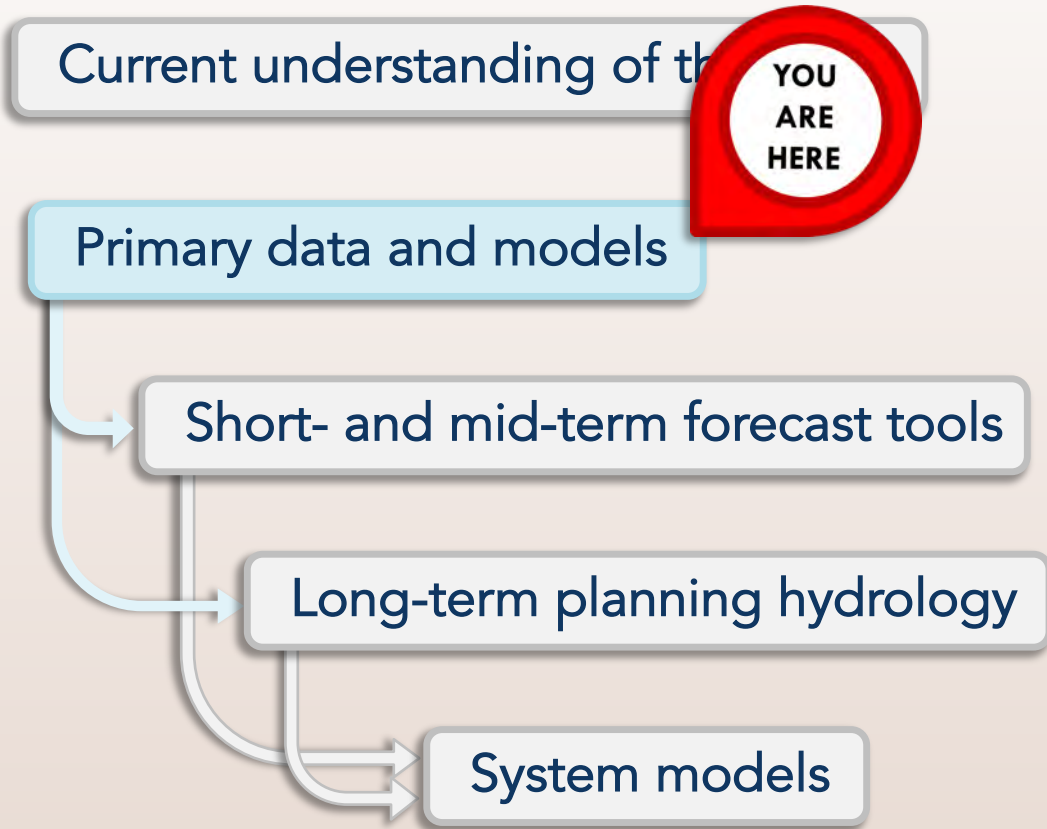 Current understanding of
YOU
ARE
HERE
Primary data and models
Short- and mid-term forecast tools
Long-term planning hydrology
System models